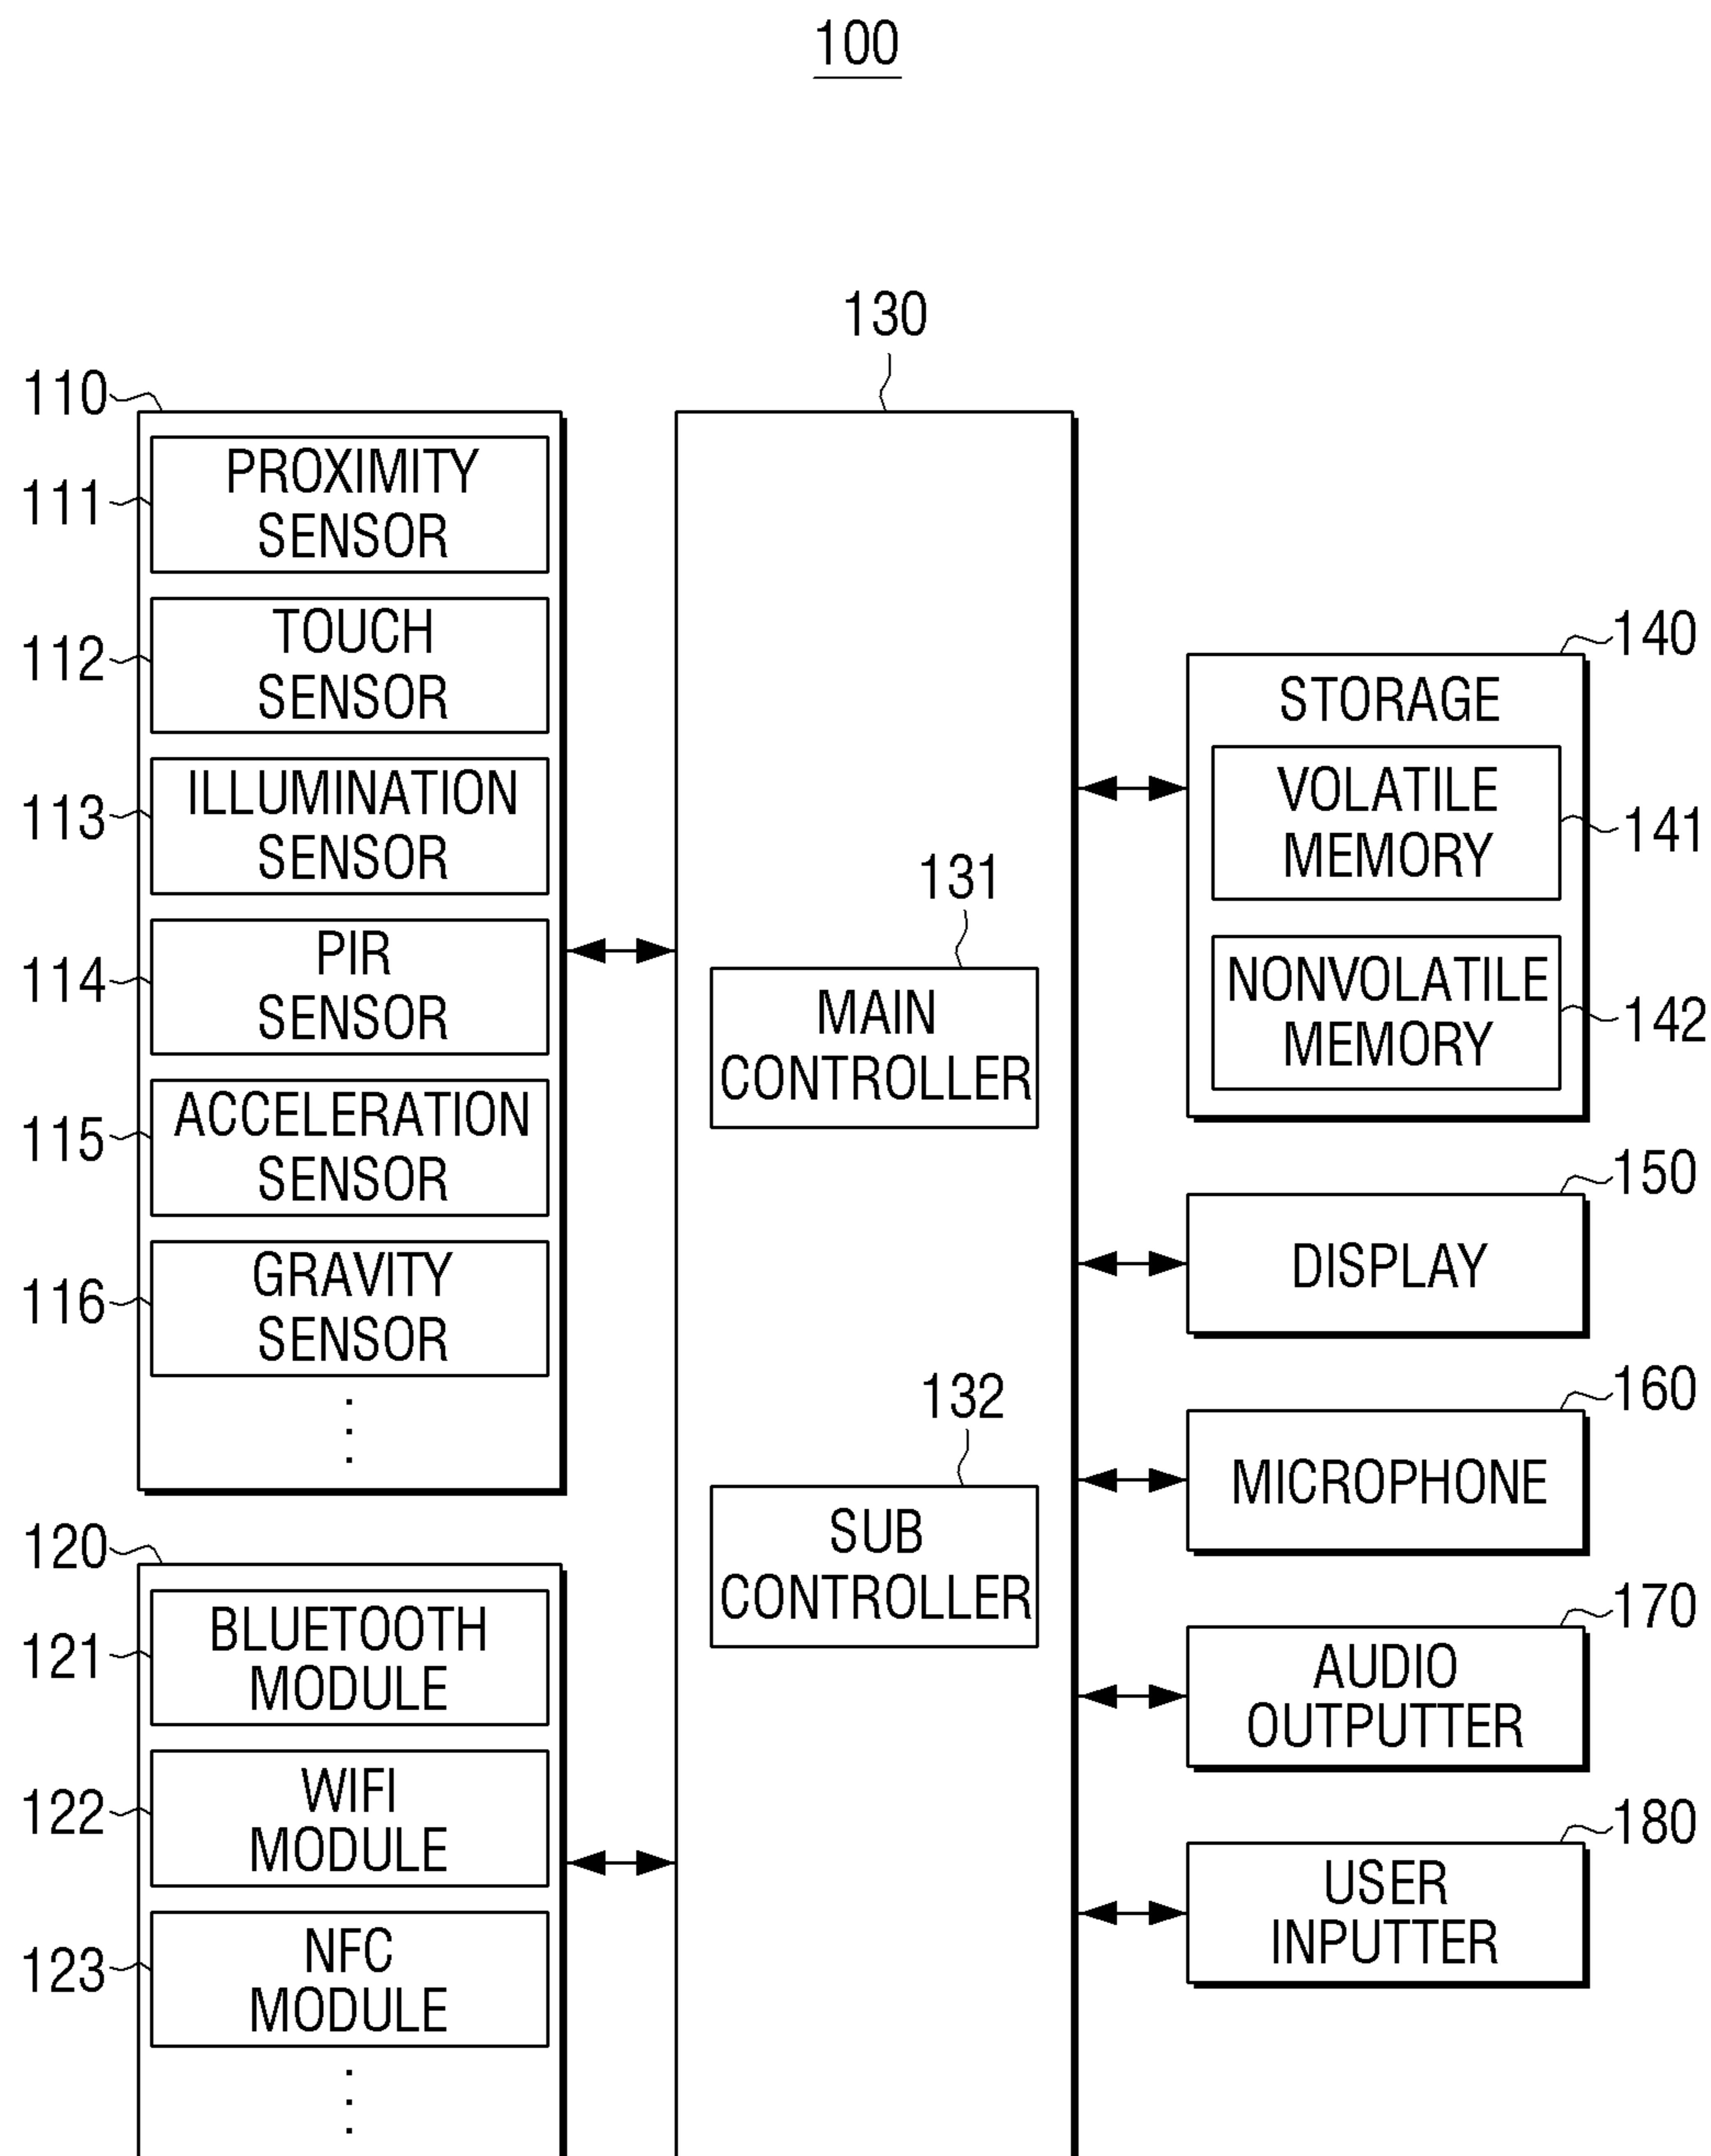 100
130
110
111
PROXIMITY
SENSOR
112
TOUCH
SENSOR
113
ILLUMINATION
SENSOR
114
PIR
SENSOR
115
ACCELERATION
SENSOR
116
GRAVITY
SENSOR
120
121
BLUETOOTH
MODULE
122
WIFI
MODULE
123
NFC
MODULE
131
MAIN
CONTROLLER
132
SUB
CONTROLLER
140
STORAGE
VOLATILE
MEMORY
141
NONVOLATILE
MEMORY
142
150
DISPLAY
160
MICROPHONE
170
AUDIO
OUTPUTTER
180
USER
INPUTTER